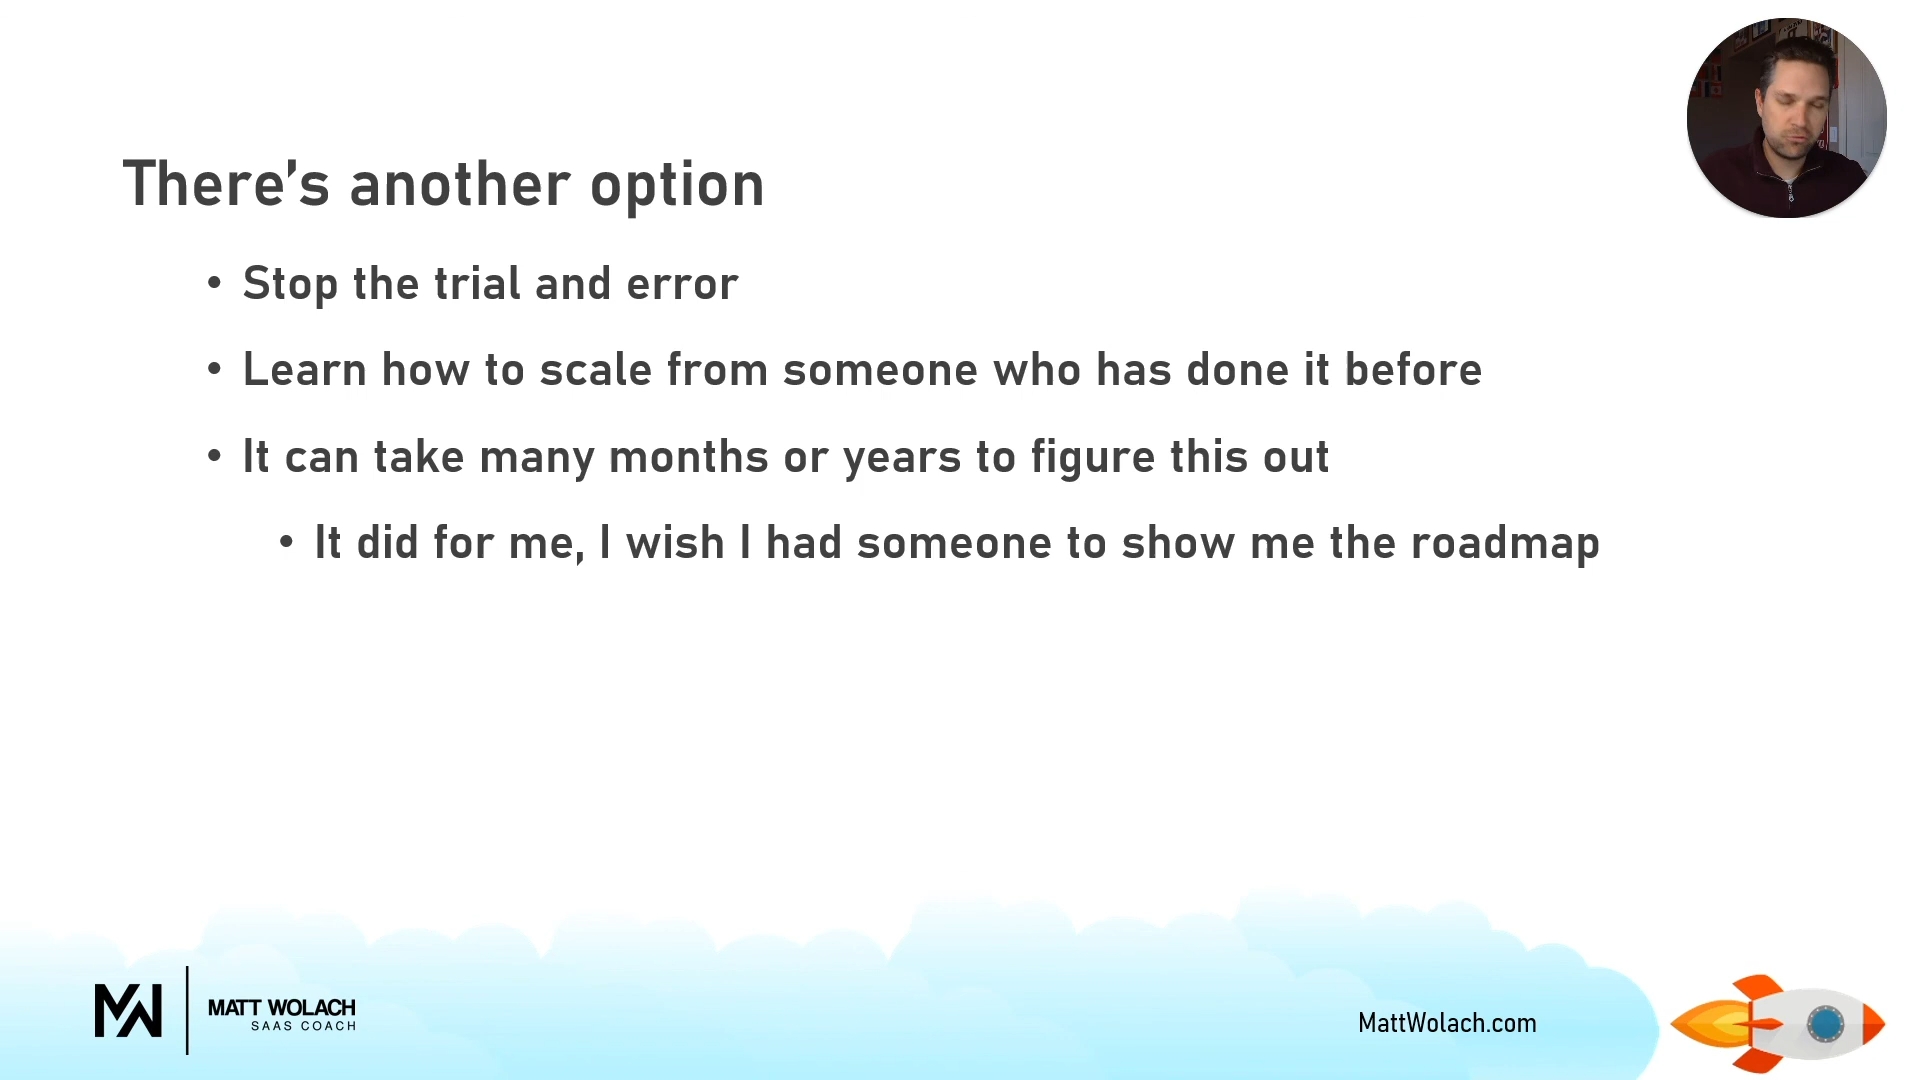 There’s another option
• Stop the trial and error
• Learn how to scale from someone who has done it before
• It can take many months or years to figure this out
• It did for me, I wish I had someone to show me the roadmap
MATT WOLACH
SAAS COACH
MattWolach.com